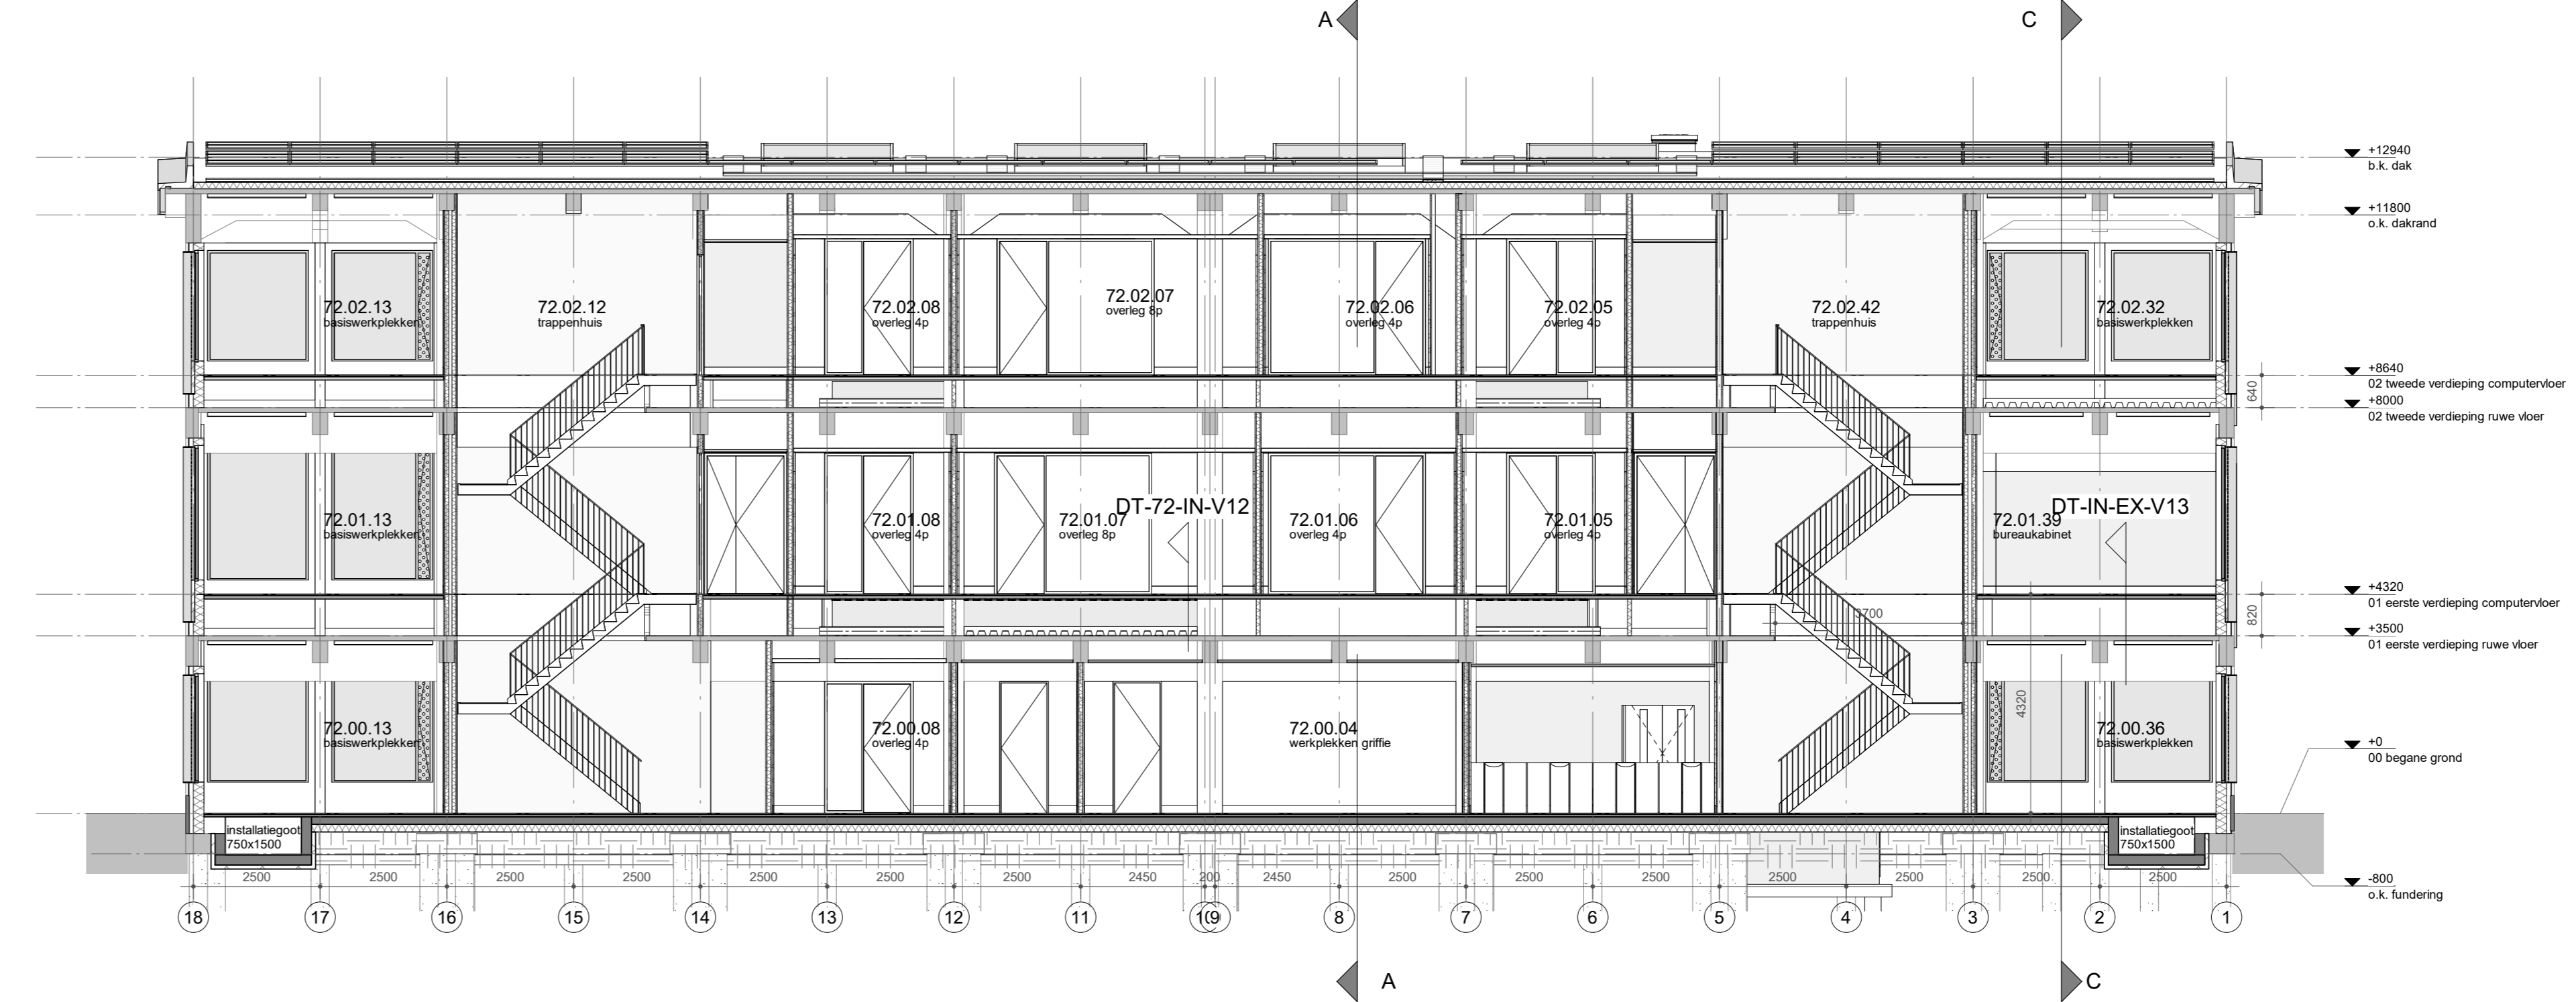 A
C
+12940
b.k. dak
+11800
o.k. dakrand
72.02.13
basiswerkplekken
72.02.12
trappenhuis
72.02.08
overleg 4p
72.02.07
overleg 8p
72.02.06
overleg 4p
72.02.05
overleg 4p
72.02.42
trappenhuis
72.02.32
basiswerkplekken
+8640
02 tweede verdieping computervloer
640
+8000
02 tweede verdieping ruwe vloer
DT-72-IN-V12
DT-IN-EX-V13
72.01.13
basiswerkplekken
72.01.08
overleg 4p
72.01.07
overleg 8p
72.01.06
overleg 4p
72.01.05
overleg 4p
72.01.39
bureaukabinet
+4320
01 eerste verdieping computervloer
820
+3500
01 eerste verdieping ruwe vloer
4320
72.00.13
basiswerkplekken
72.00.08
overleg 4p
72.00.04
werkplekken griffie
72.00.36
basiswerkplekken
+0
00 begane grond
installatiegoot
750x1500
installatiegoot
750x1500
2500 2500 2500 2500 2500 2500 2500 2450 200 2450 2500 2500 2500 2500 2500 2500 2500
-800
o.k. fundering
18 17 16 15 14 13 12 11 10 9 8 7 6 5 4 3 2 1
A
C